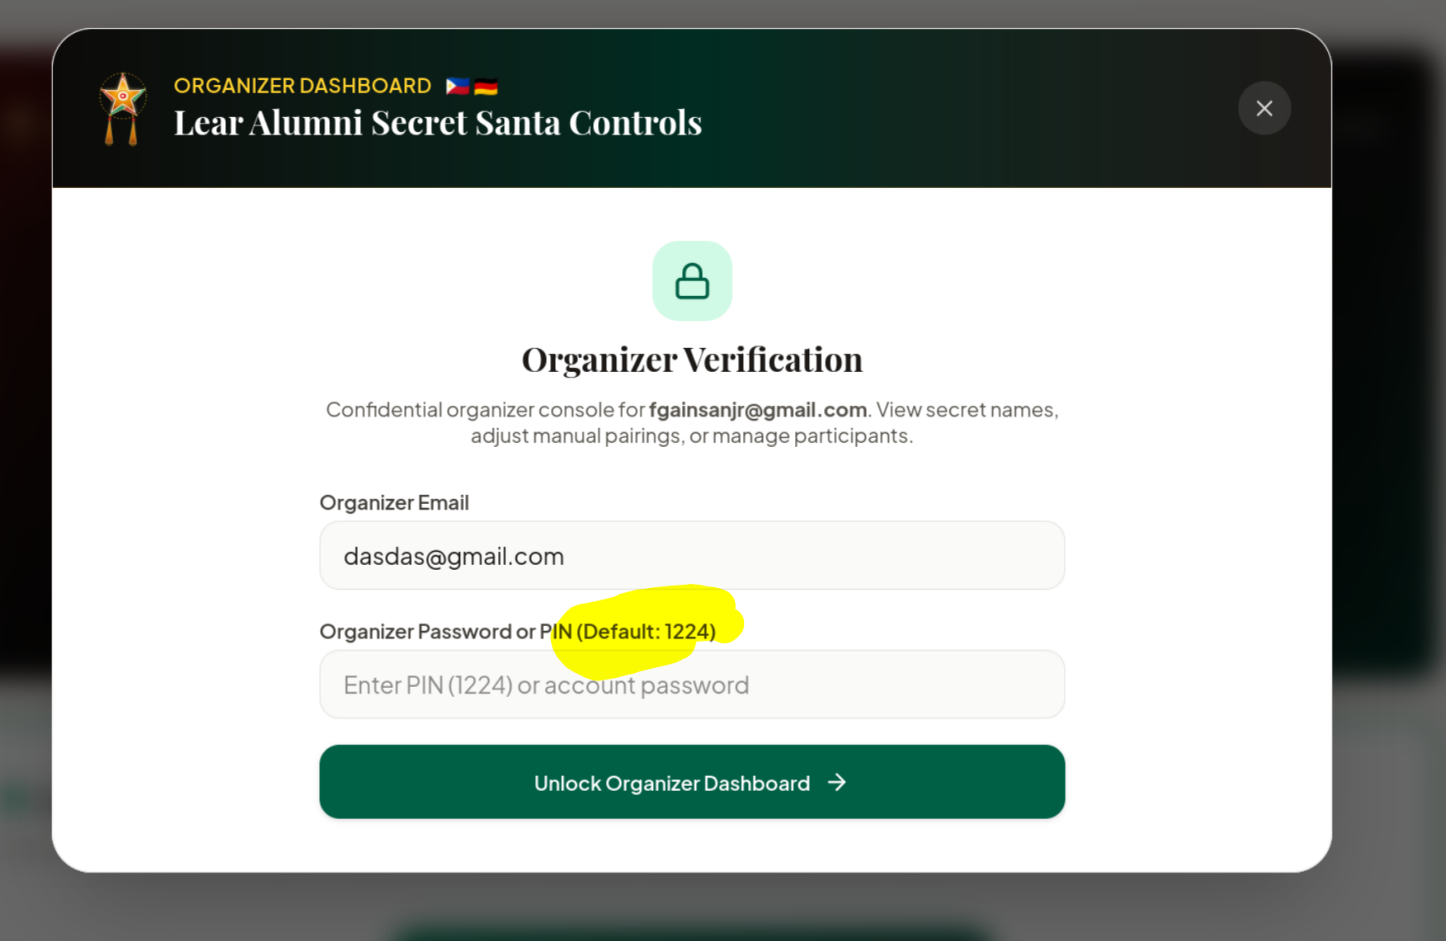 ORGANIZER DASHBOARD 🇵🇭 🇩🇪
Lear Alumni Secret Santa Controls
Organizer Verification
Confidential organizer console for fgainsanjr@gmail.com. View secret names,
adjust manual pairings, or manage participants.
Organizer Email
dasdas@gmail.com
Organizer Password or PIN (Default: 1224)
Enter PIN (1224) or account password
Unlock Organizer Dashboard →